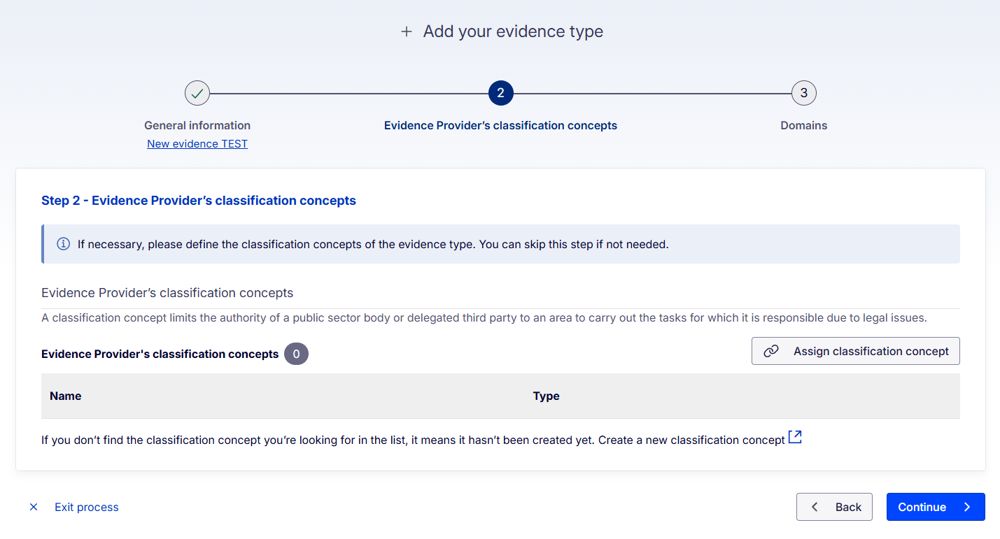 Add your evidence type
2
3
General information
Evidence Provider’s classification concepts
Domains
New evidence TEST
Step 2 - Evidence Provider’s classification concepts
If necessary, please define the classification concepts of the evidence type. You can skip this step if not needed.
Evidence Provider’s classification concepts
A classification concept limits the authority of a public sector body or delegated third party to an area to carry out the tasks for which it is responsible due to legal issues.
Evidence Provider's classification concepts 0
Assign classification concept
Name Type
If you don’t find the classification concept you’re looking for in the list, it means it hasn’t been created yet. Create a new classification concept
Exit process
Back
Continue